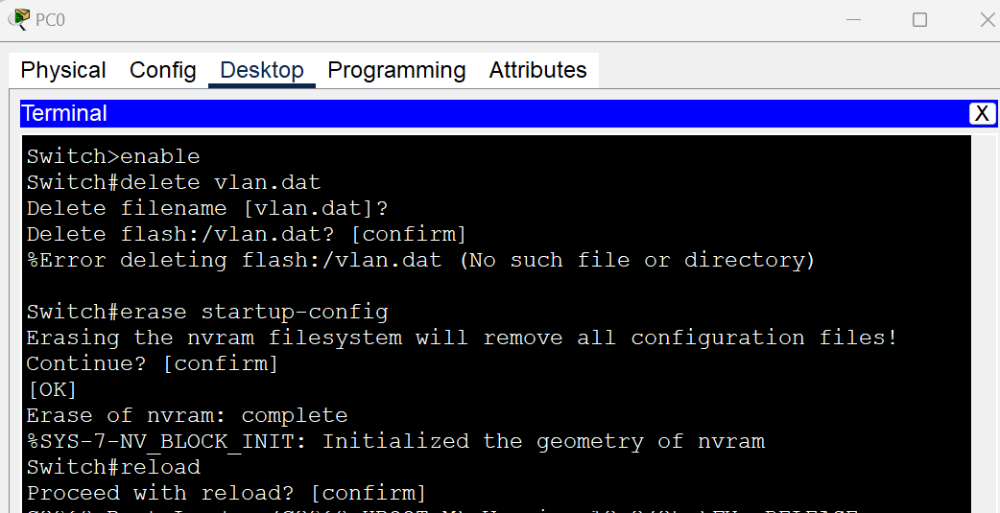 PC0
Physical Config Desktop Programming Attributes
Terminal X
Switch>enable
Switch#delete vlan.dat
Delete filename [vlan.dat]?
Delete flash:/vlan.dat? [confirm]
%Error deleting flash:/vlan.dat (No such file or directory)
Switch#erase startup-config
Erasing the nvram filesystem will remove all configuration files!
Continue? [confirm]
[OK]
Erase of nvram: complete
%SYS-7-NV_BLOCK_INIT: Initialized the geometry of nvram
Switch#reload
Proceed with reload? [confirm]